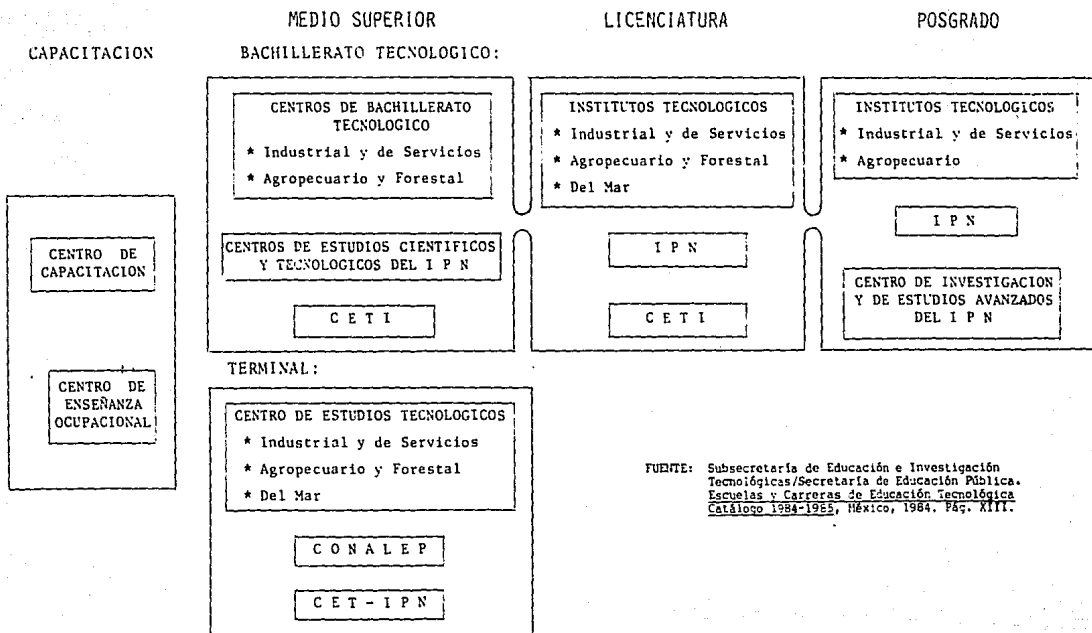 MEDIO SUPERIOR
LICENCIATURA
POSGRADO
CAPACITACION
BACHILLERATO TECNOLOGICO:
CENTRO DE
CAPACITACION
CENTRO DE
ENSEÑANZA
OCUPACIONAL
CENTROS DE BACHILLERATO
TECNOLOGICO
* Industrial y de Servicios
* Agropecuario y Forestal
CENTROS DE ESTUDIOS CIENTIFICOS
Y TECNOLOGICOS DEL I P N
C E T I
INSTITUTOS TECNOLOGICOS
* Industrial y de Servicios
* Agropecuario y Forestal
* Del Mar
I P N
C E T I
INSTITUTOS TECNOLOGICOS
* Industrial y de Servicios
* Agropecuario
I P N
CENTRO DE INVESTIGACION
Y DE ESTUDIOS AVANZADOS
DEL I P N
TERMINAL:
CENTRO DE ESTUDIOS TECNOLOGICOS
* Industrial y de Servicios
* Agropecuario y Forestal
* Del Mar
C O N A L E P
C E T - I P N
FUENTE: Subsecretaría de Educación e Investigación
Tecnológicas/Secretaría de Educación Pública.
Escuelas y Carreras de Educación Tecnológica
Catálogo 1984-1985, México, 1984. Pág. XIII.